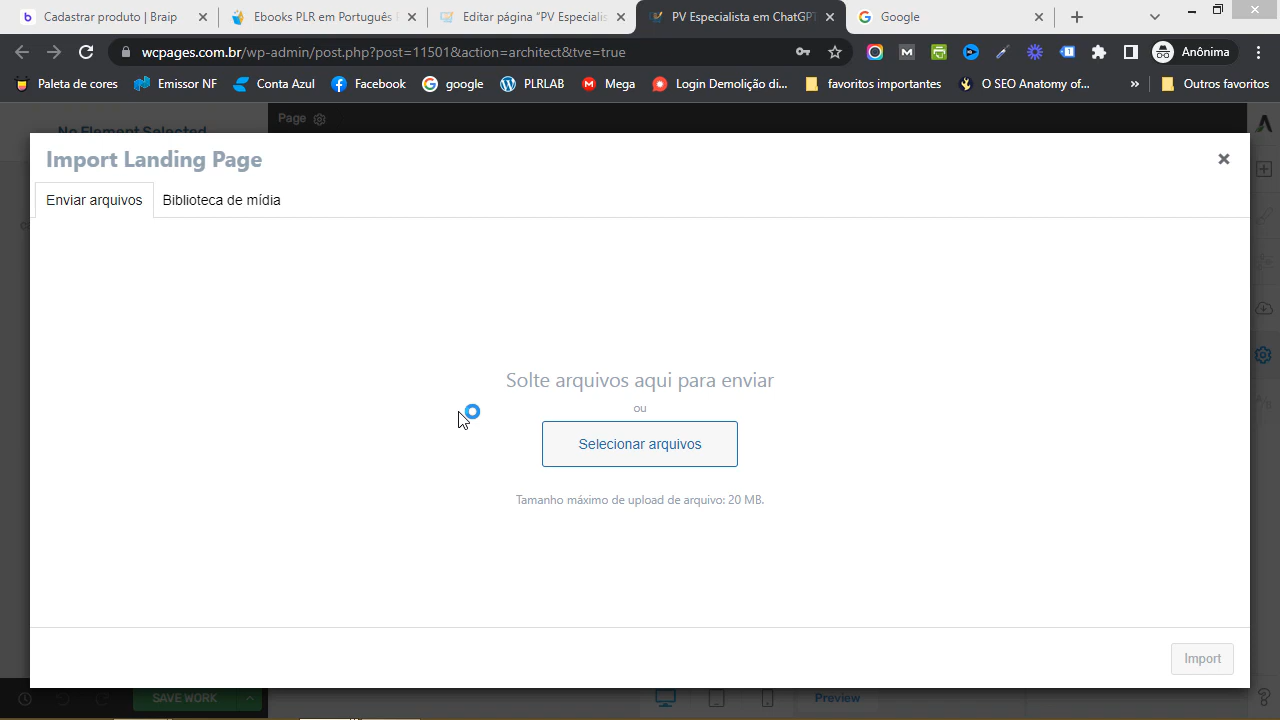 Cadastrar produto | Braip
Ebooks PLR em Português
Editar página "PV Especialis
PV Especialista em ChatGPT
Google
wcpages.com.br/wp-admin/post.php?post=11501&action=architect&tve=true
Anônima
Paleta de cores
Emissor NF
Conta Azul
Facebook
google
PLRLAB
Mega
Login Demolição di...
favoritos importantes
O SEO Anatomy of...
»
Outros favoritos
No Element Selected
Page
Import Landing Page
Enviar arquivos
Biblioteca de mídia
Solte arquivos aqui para enviar
ou
Selecionar arquivos
Tamanho máximo de upload de arquivo: 20 MB.
Import
SAVE WORK
Preview